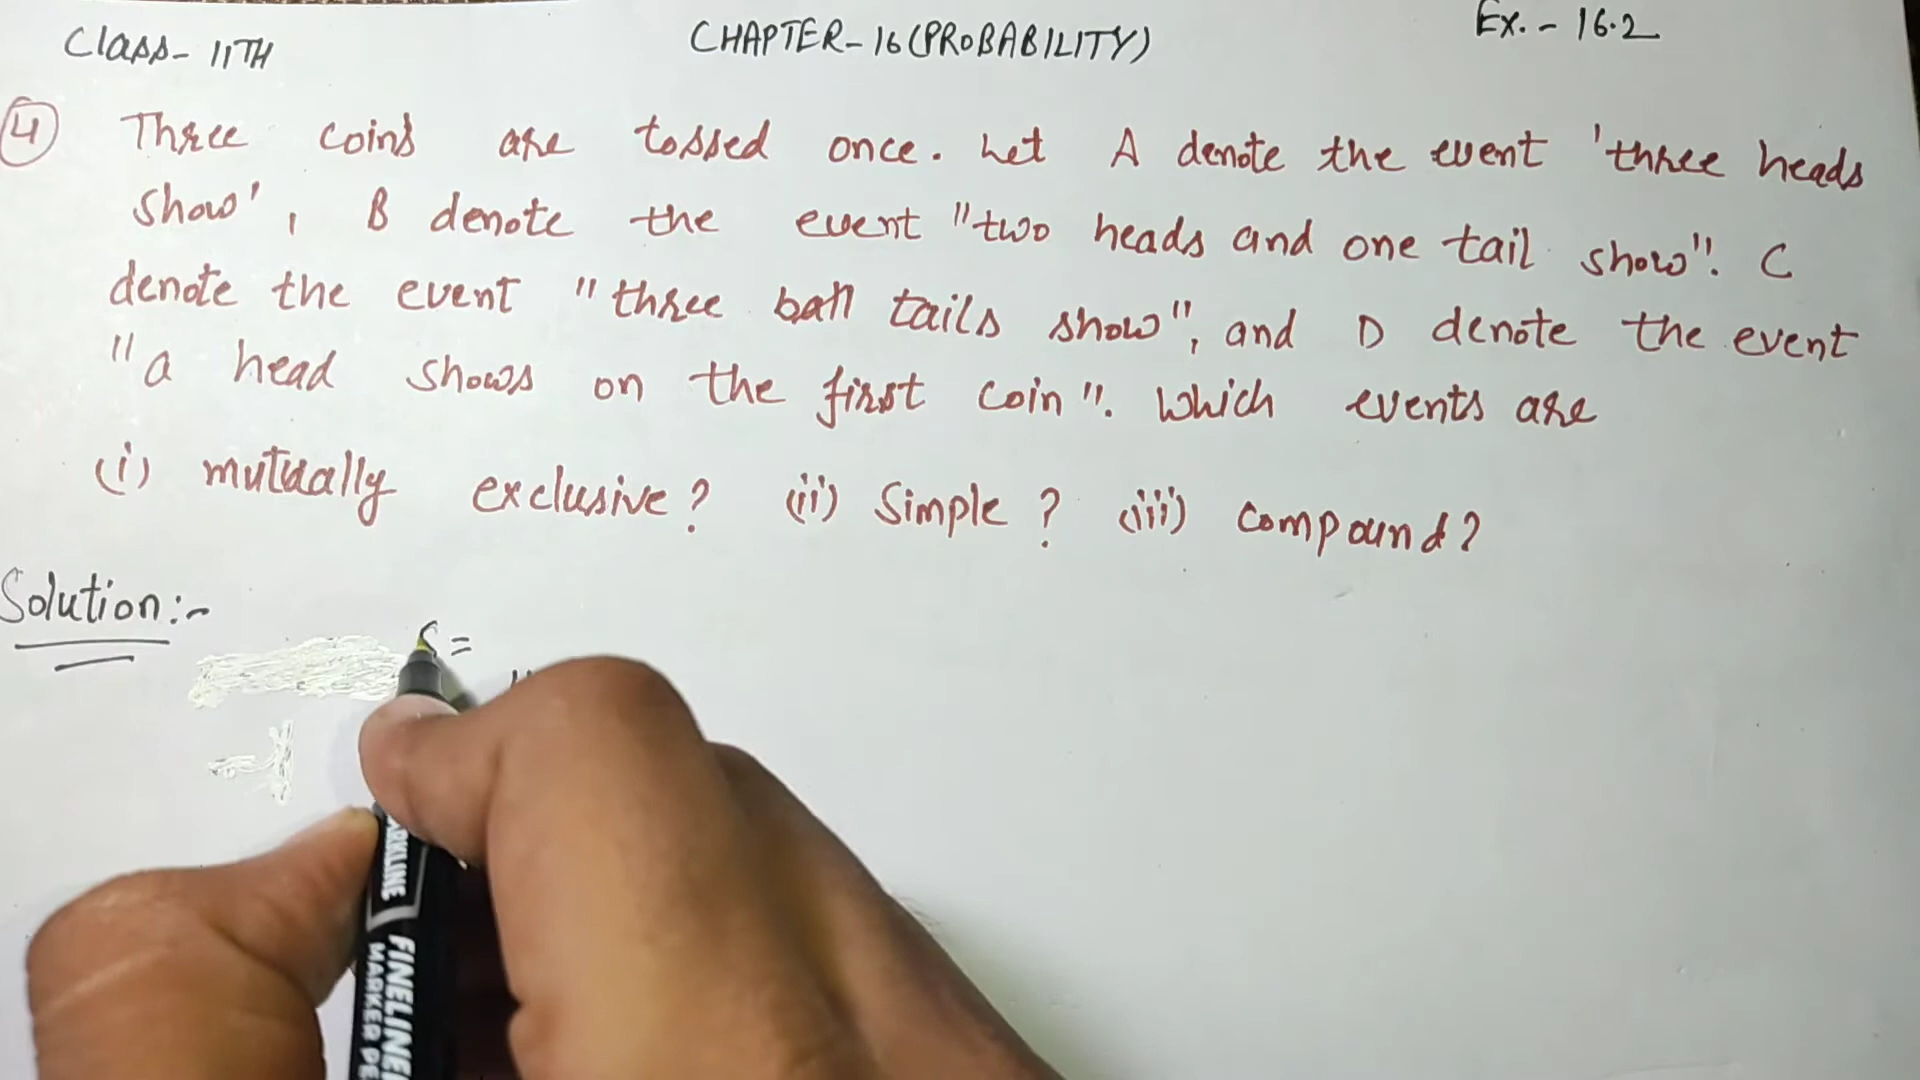 Class- 11TH CHAPTER-16(PROBABILITY) Ex.- 16.2
4 Three coins are tossed once. Let A denote the event 'three heads
show', B denote the event "two heads and one tail show". C
denote the event "three tails show", and D denote the event
"a head shows on the first coin". Which events are
(i) mutually exclusive? (ii) Simple? (iii) compound?
Solution:-
S =
MARKLINE
FINELINER
MARKER PE